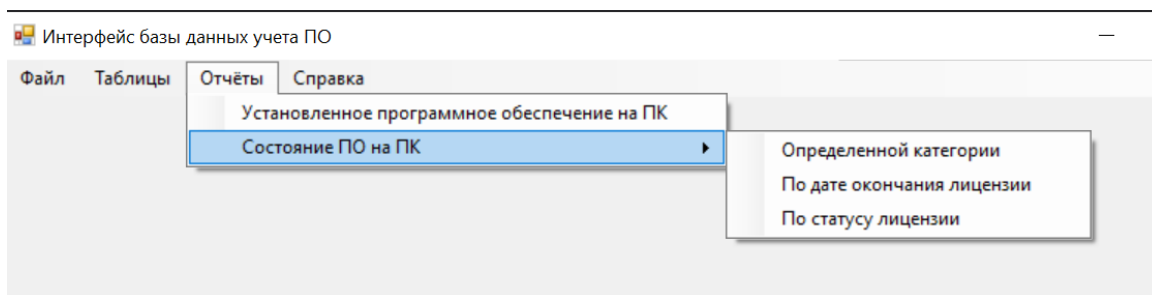 Интерфейс базы данных учета ПО
Файл Таблицы Отчёты Справка
Установленное программное обеспечение на ПК
Состояние ПО на ПК
Определенной категории
По дате окончания лицензии
По статусу лицензии